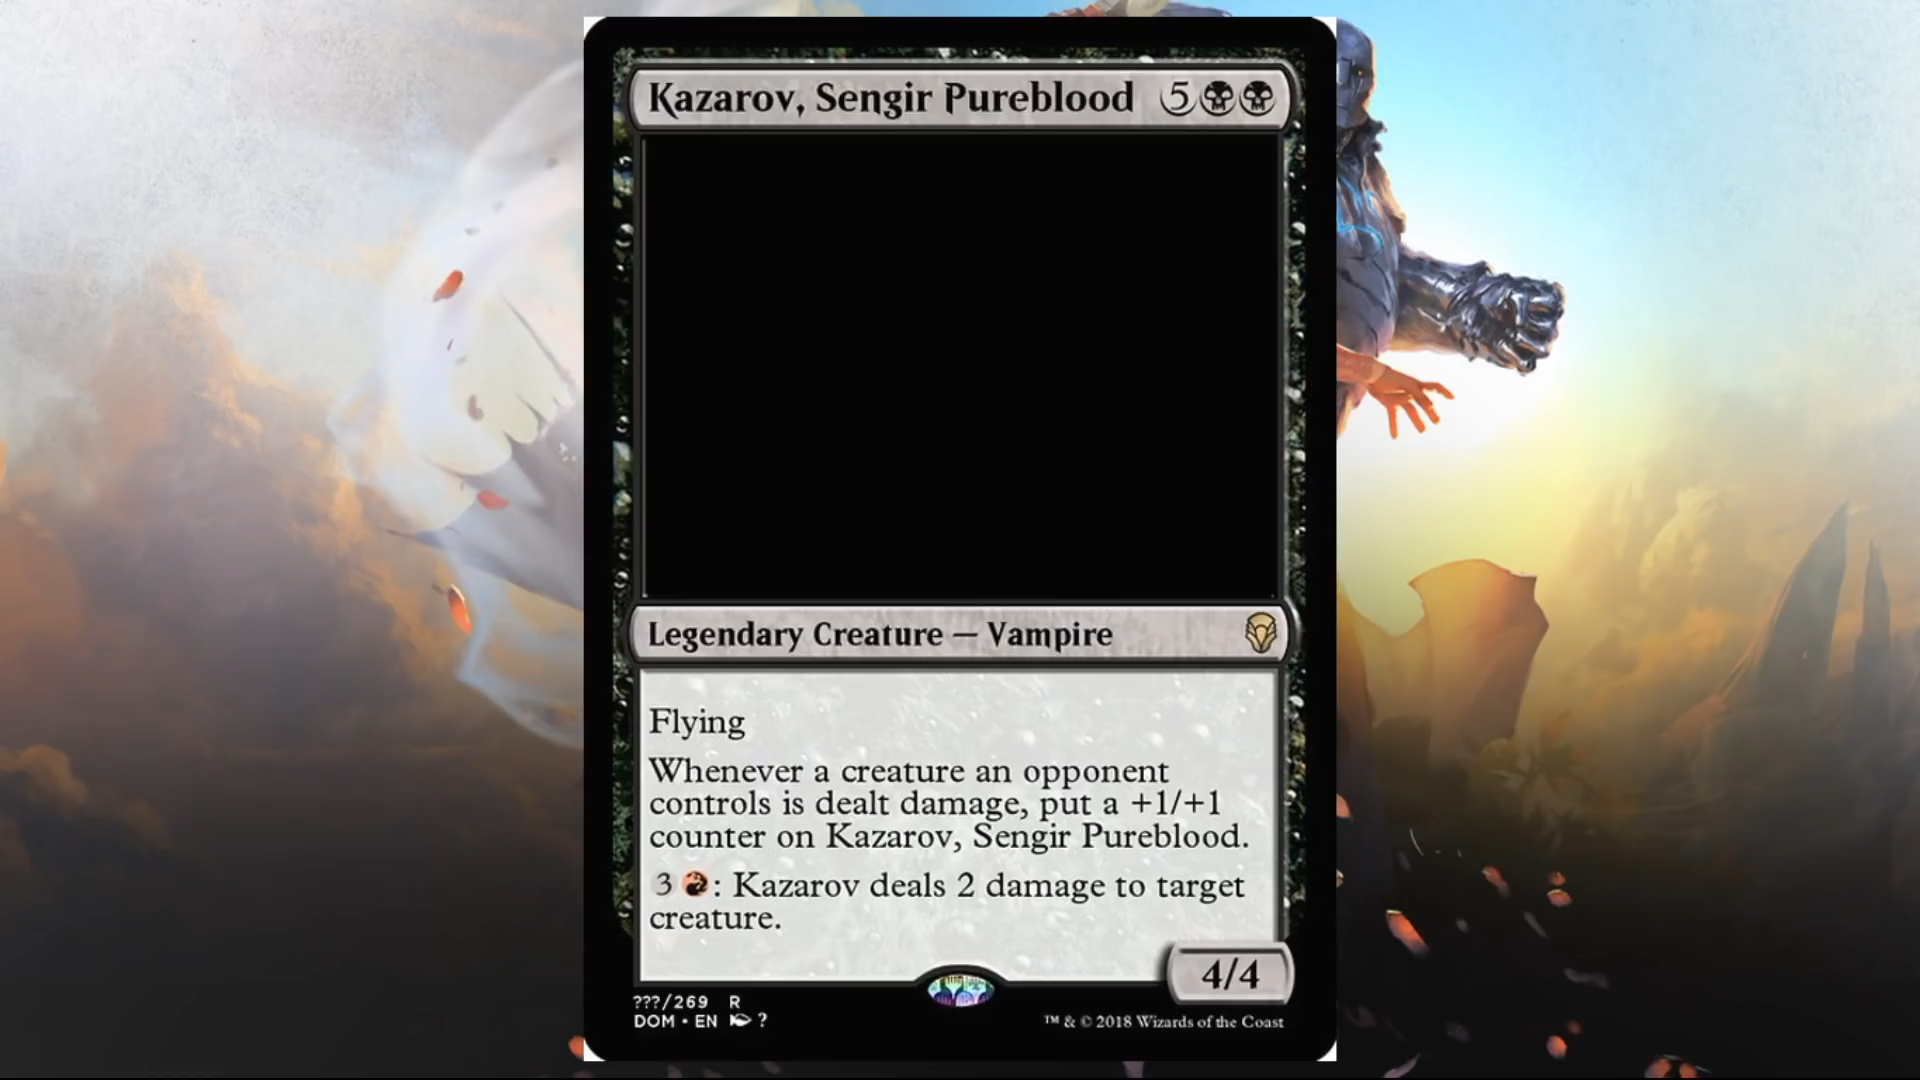 Kazarov, Sengir Pureblood 5
Legendary Creature — Vampire
Flying
Whenever a creature an opponent
controls is dealt damage, put a +1/+1
counter on Kazarov, Sengir Pureblood.
3 : Kazarov deals 2 damage to target
creature.
4/4
???/269 R
DOM • EN ?
™ & © 2018 Wizards of the Coast